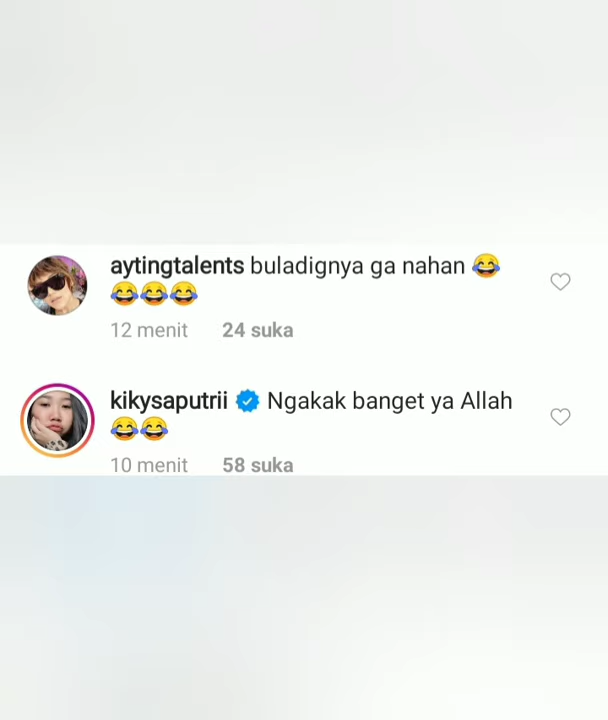 aytingtalents buladignya ga nahan 😂
😂😂😂
12 menit 24 suka
kikysaputrii Ngakak banget ya Allah
😂😂
10 menit 58 suka